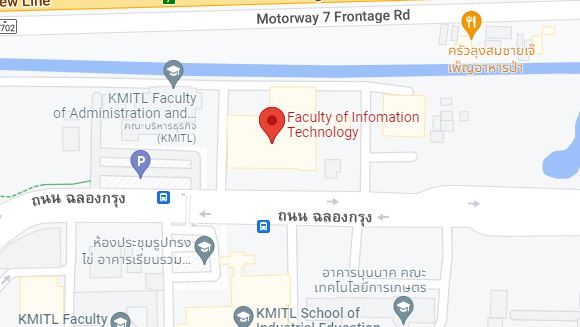 ew Line
Motorway 7 Frontage Rd
702
ครัวลุงสมชายเจ๊
เพ็ญอาหารป่า
KMITL Faculty
of Administration and...
คณะบริหารธุรกิจ
(KMITL)
Faculty of Infomation
Technology
P
ถนน ฉลองกรุง
ถนน ฉลองกรุง
ห้องประชุมรูปทรง
ไข่ อาคารเรียนรวม...
อาคารบุนนาค คณะ
เทคโนโลยีการเกษตร
KMITL Faculty
KMITL School of
Industrial Education